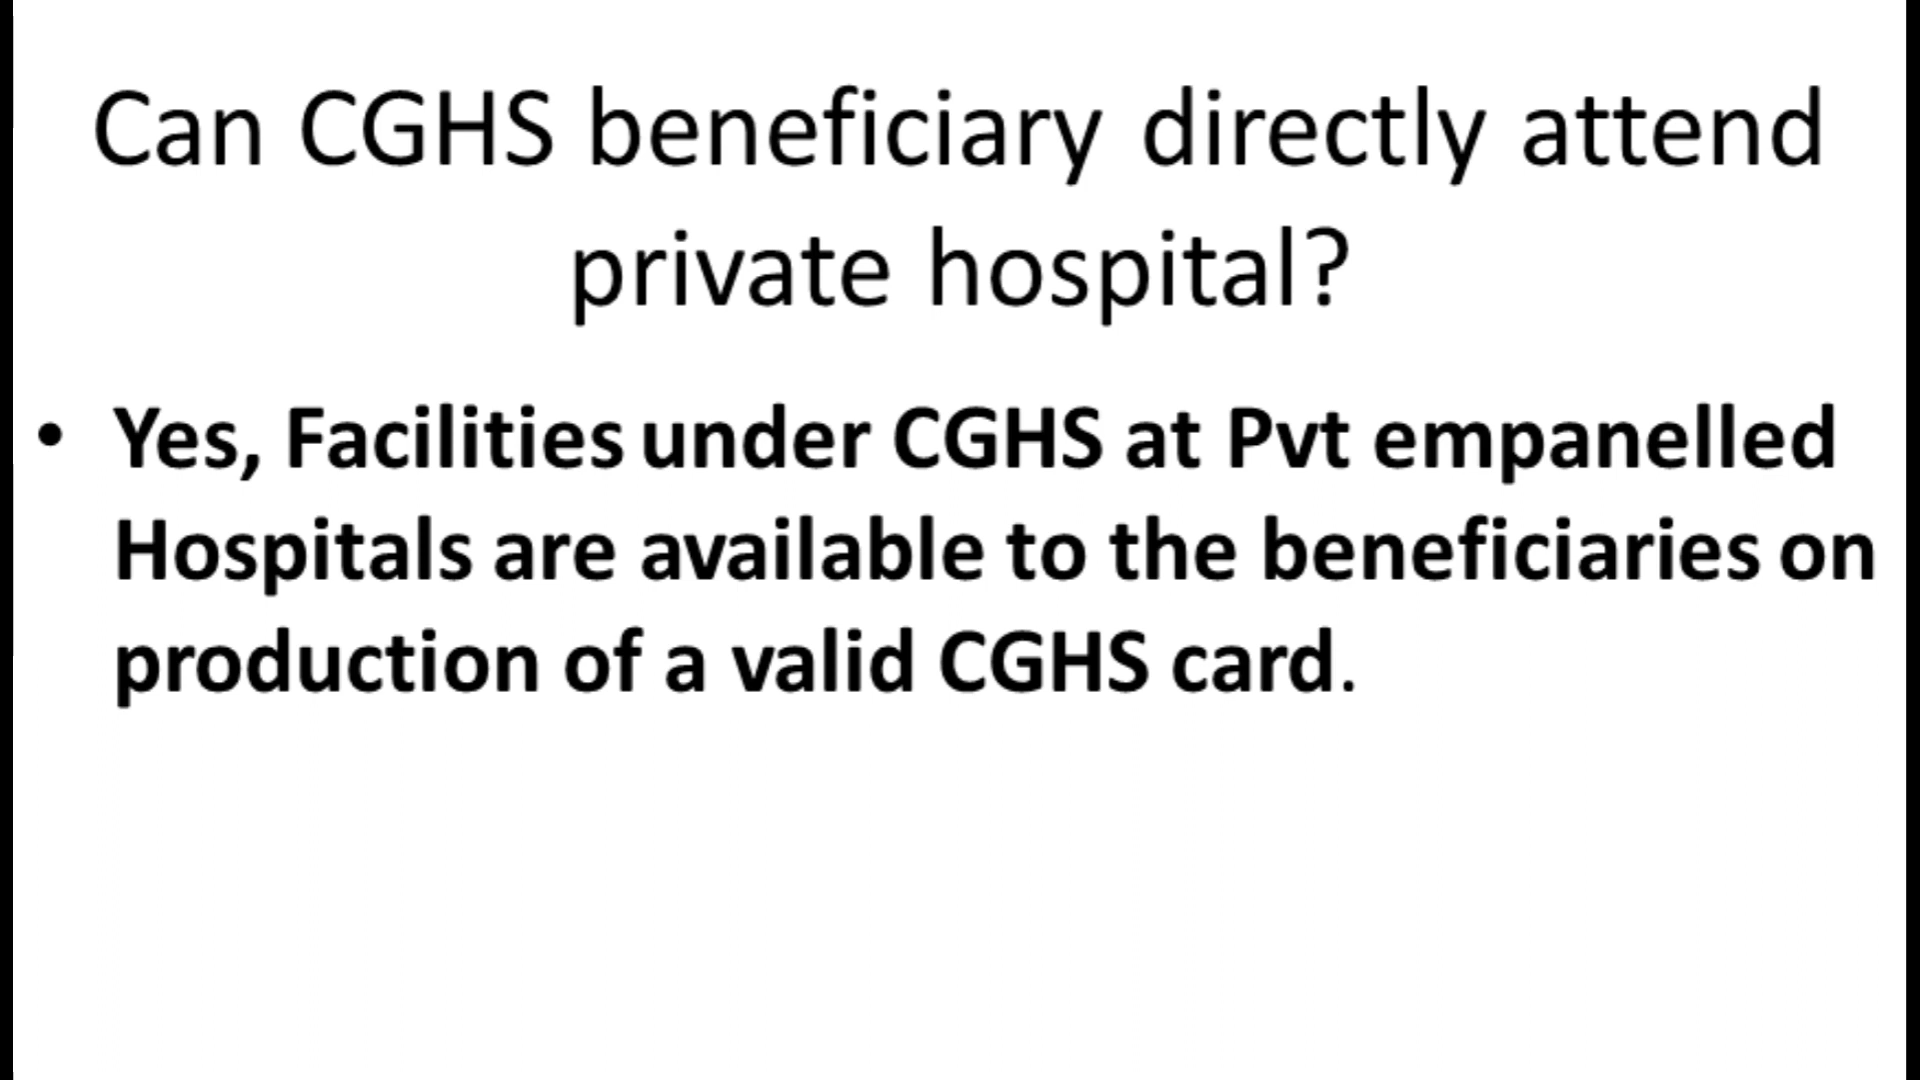 Can CGHS beneficiary directly attend
private hospital?
• Yes, Facilities under CGHS at Pvt empanelled
Hospitals are available to the beneficiaries on
production of a valid CGHS card.